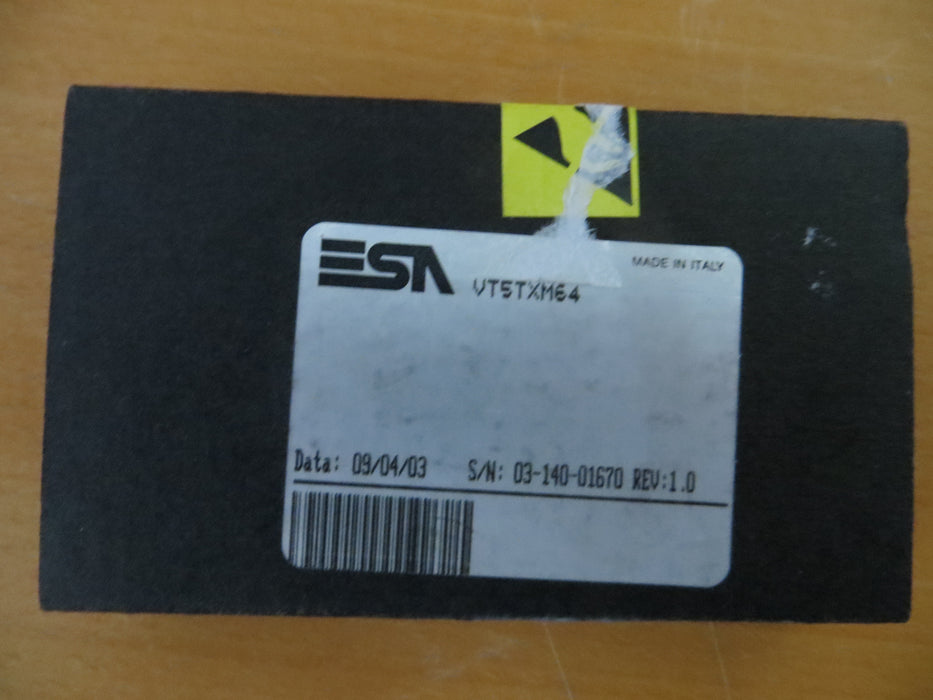 ESA
MADE IN ITALY
VT5TXM64
Data: 09/04/03 S/N: 03-140-01670 REV:1.0